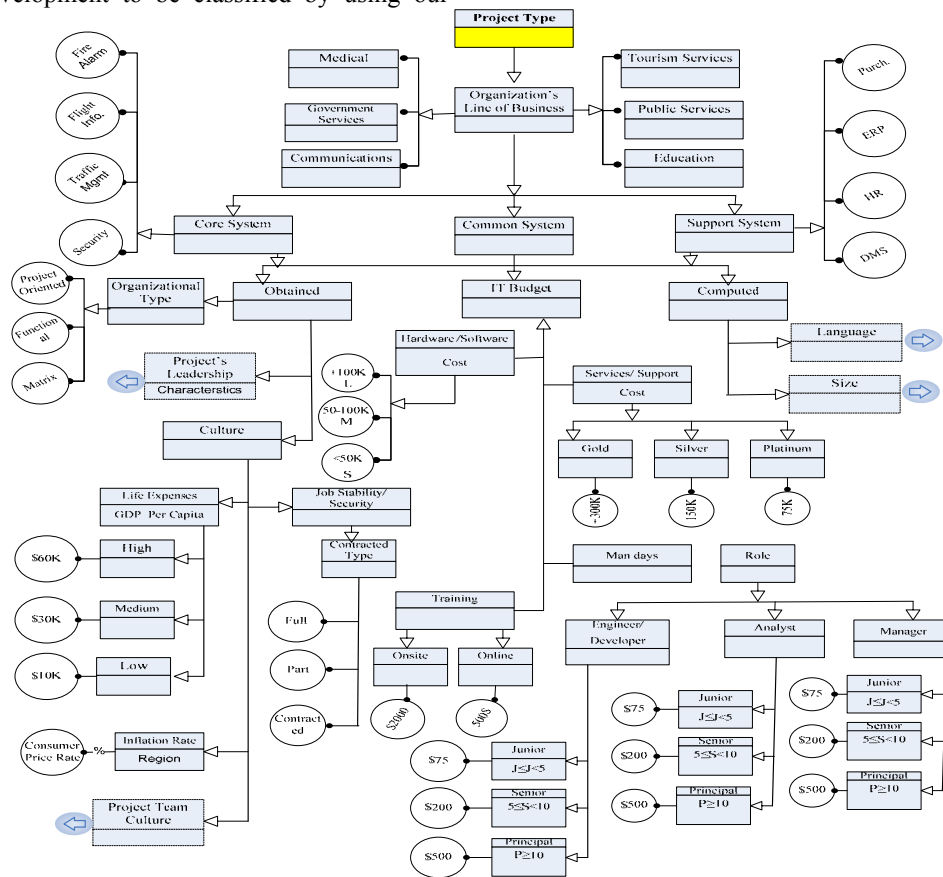 velopment to be classified by using our
Project Type
Fire
Alarm
Flight
Info.
Traffic
Mgmt
Security
Medical
Government
Services
Communications
Organization's
Line of Business
Tourism Services
Public Services
Education
Purch.
ERP
HR
DMS
Core System
Common System
Support System
Project
Oriented
Function
al
Matrix
Organizational
Type
Obtained
IT Budget
Computed
Project's
Leadership
Characterstics
Hardware /Software
Cost
+100K
L
50-100K
M
<50K
S
Language
Size
Services/ Support
Cost
Gold
Silver
Platinum
+300K
150K
75K
Culture
Life Expenses
GDP Per Capita
Job Stability/
Security
$60K
High
$30K
Medium
$10K
Low
Contracted
Type
Full
Part
Contract
ed
Training
Onsite
Online
$2000
500$
Man days
Role
Engineer/
Developer
Analyst
Manager
Consumer
Price Rate
%
Inflation Rate
Region
Project Team
Culture
$75
Junior
J≤J<5
$200
Senior
5≤S<10
$500
Principal
P≥10
$75
Junior
J≤J<5
$200
Senior
5≤S<10
$500
Principal
P≥10
$75
Junior
J≤J<5
$200
Senior
5≤S<10
$500
Principal
P≥10